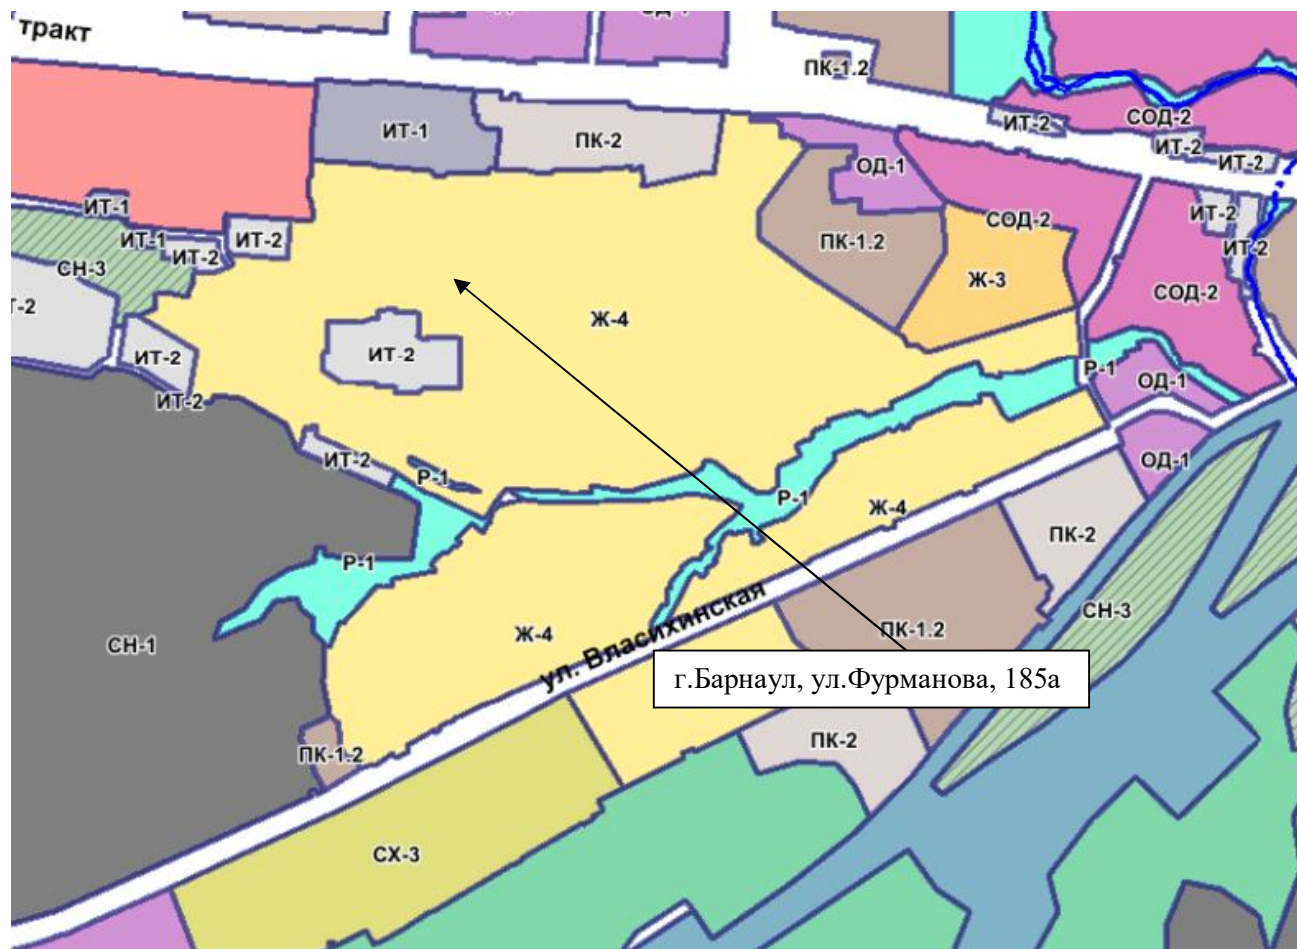 тракт
ПК-1.2
ИТ-1
ПК-2
ИТ-2
СОД-2
ИТ-2
ИТ-2
ОД-1
ИТ-1
ИТ-1
ИТ-2
ИТ-2
СН-3
ПК-1.2
СОД-2
ИТ-2
ИТ-2
Ж-3
СОД-2
Т-2
Ж-4
ИТ-2
ИТ-2
ИТ-2
Р-1
ОД-1
ИТ-2
Р-1
Р-1
Ж-4
ОД-1
ПК-2
Р-1
СН-1
Ж-4
ул. Власихинская
ПК-1.2
СН-3
г.Барнаул, ул.Фурманова, 185а
ПК-1.2
ПК-2
СХ-3